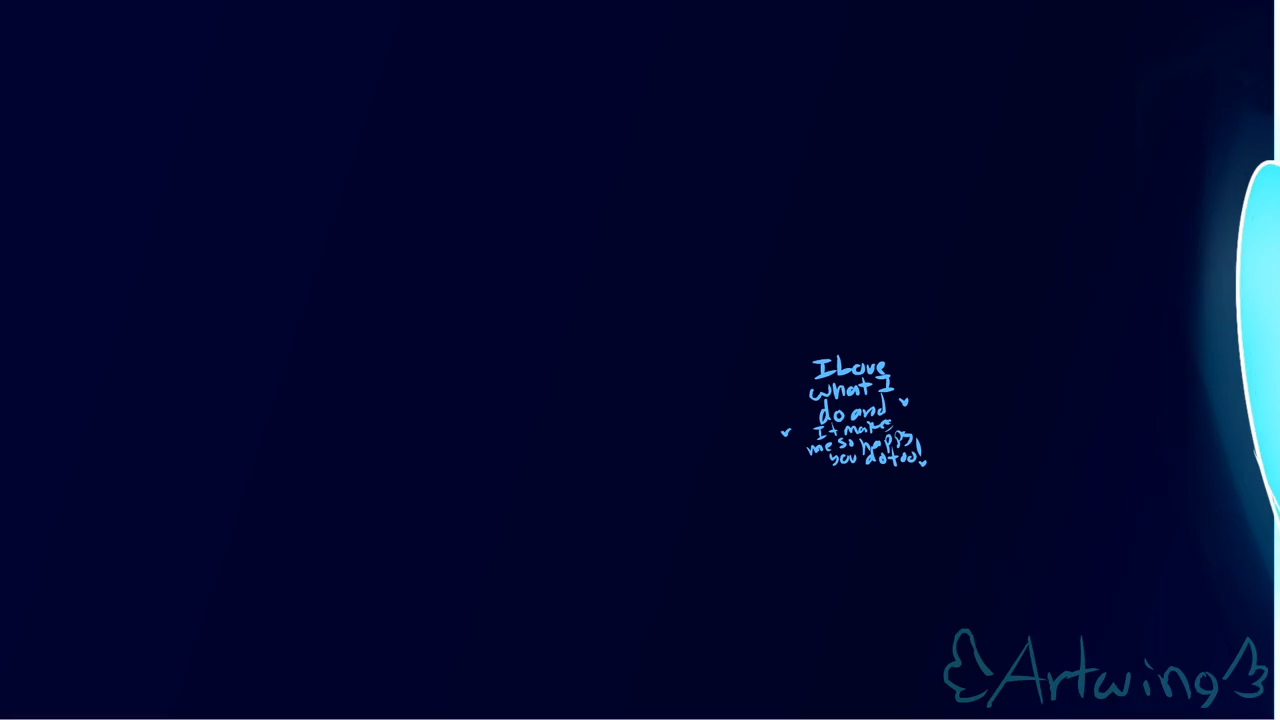 I Love
what I
do and
It makes
me so happy
you do too!
Artwing